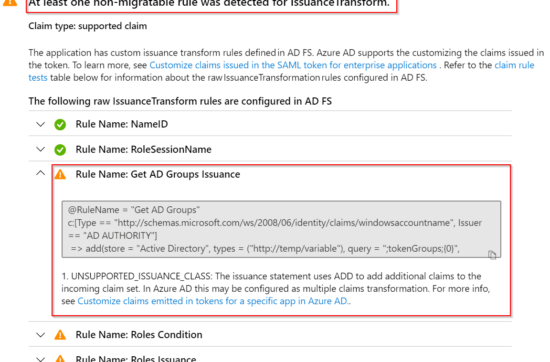 At least one non-migratable rule was detected for IssuanceTransform.
Claim type: supported claim
The application has custom issuance transform rules defined in AD FS. Azure AD supports the customizing the claims issued in
the token. To learn more, see Customize claims issued in the SAML token for enterprise applications . Refer to the claim rule
tests table below for information about the raw IssuanceTransformation rules configured in AD FS.
The following raw IssuanceTransform rules are configured in AD FS
Rule Name: NameID
Rule Name: RoleSessionName
Rule Name: Get AD Groups Issuance
@RuleName = "Get AD Groups"
c:[Type == "http://schemas.microsoft.com/ws/2008/06/identity/claims/windowsaccountname", Issuer
== "AD AUTHORITY"]
=> add(store = "Active Directory", types = ("http://temp/variable"), query = ";tokenGroups;{0}",
1. UNSUPPORTED_ISSUANCE_CLASS: The issuance statement uses ADD to add additional claims to the
incoming claim set. In Azure AD this may be configured as multiple claims transformation. For more info,
see Customize claims emitted in tokens for a specific app in Azure AD..
Rule Name: Roles Condition
Rule Name: Roles Issuance